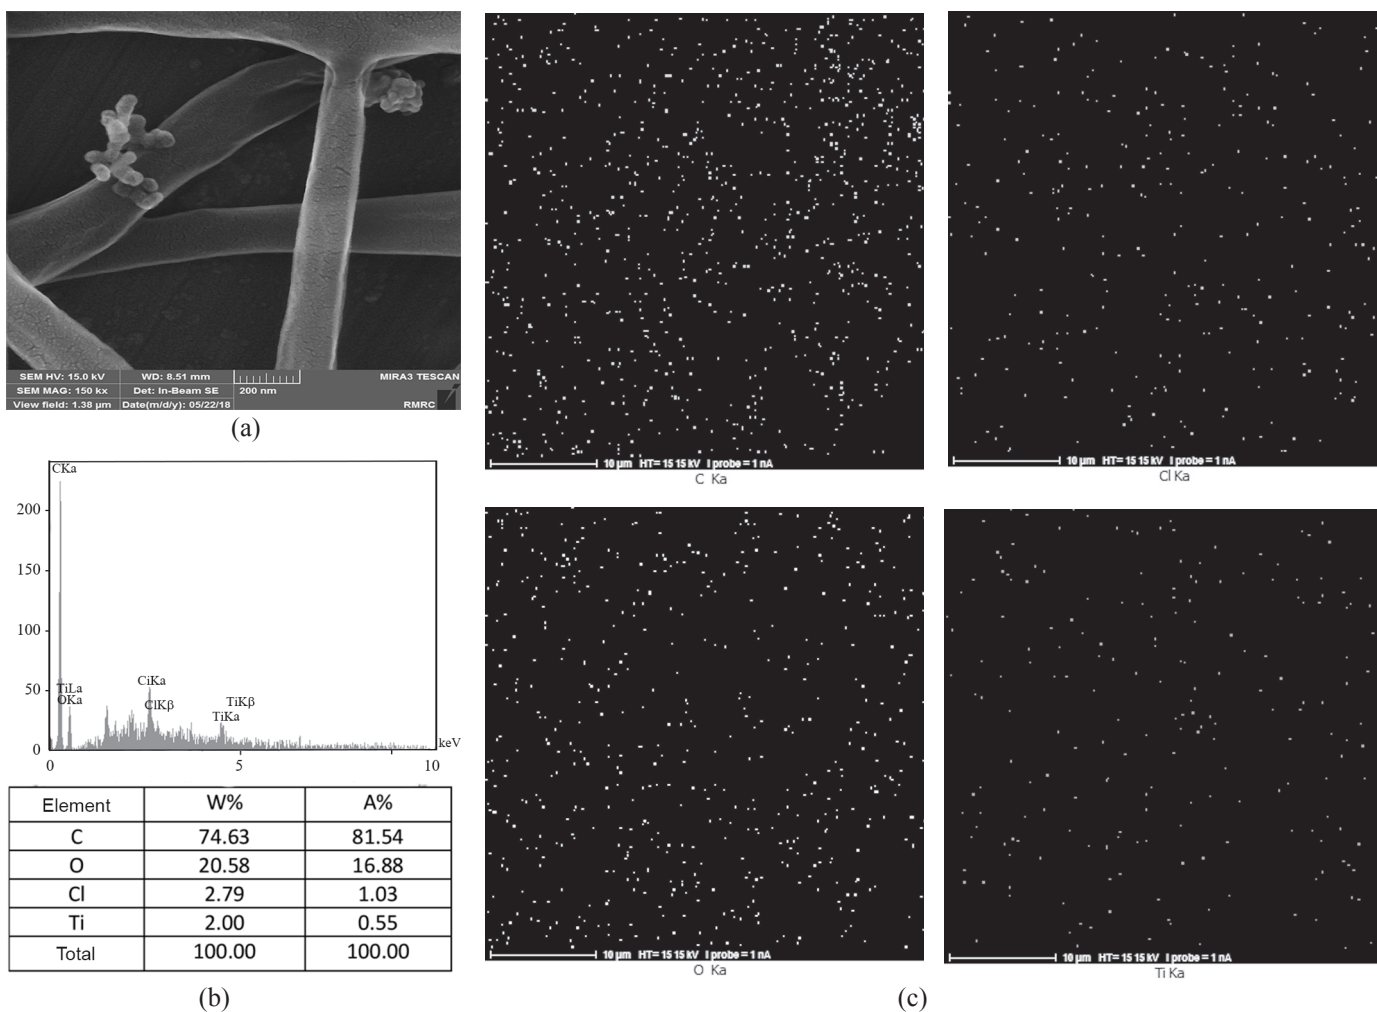 SEM HV: 15.0 kV WD: 8.51 mm MIRA3 TESCAN
SEM MAG: 150 kx Det: In-Beam SE 200 nm
View field: 1.38 µm Date(m/d/y): 05/22/18 RMRC
(a)
CKa
200
150
100
50
0
TiLa
OKa
CiKa
ClKβ
TiKβ
TiKa
keV
0 5 10
Element W% A%
C 74.63 81.54
O 20.58 16.88
Cl 2.79 1.03
Ti 2.00 0.55
Total 100.00 100.00
(b)
10 µm HT= 15 15 kV I probe = 1 nA
C Ka
10 µm HT= 15 15 kV I probe = 1 nA
Cl Ka
10 µm HT= 15 15 kV I probe = 1 nA
O Ka
10 µm HT= 15 15 kV I probe = 1 nA
Ti Ka
(c)